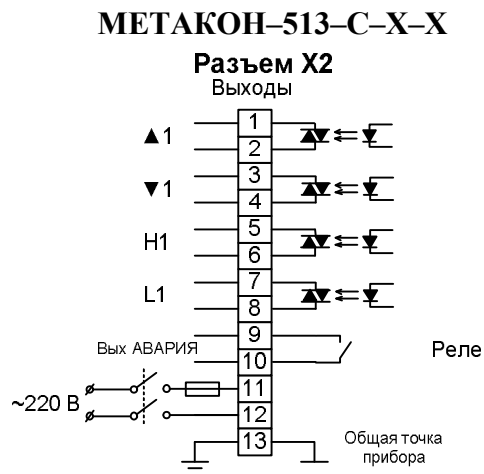 МЕТАКОН–513–С–Х–Х
Разъем Х2
Выходы
1
▲1
2
3
▼1
4
5
H1
6
7
L1
8
9
Вых АВАРИЯ
Реле
10
11
~220 В
12
13
Общая точка
прибора